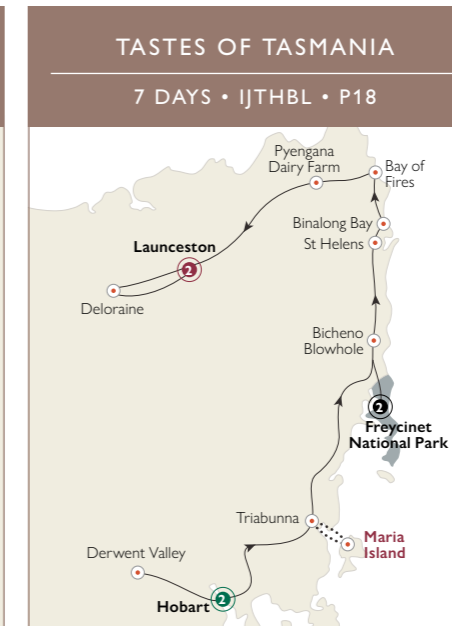 TASTES OF TASMANIA
7 DAYS • IJTHBL • P18
Pyengana
Dairy Farm
Bay of
Fires
Binalong Bay
St Helens
Launceston
2
Deloraine
Bicheno
Blowhole
2
Freycinet
National Park
Triabunna
Maria
Island
Derwent Valley
Hobart
2